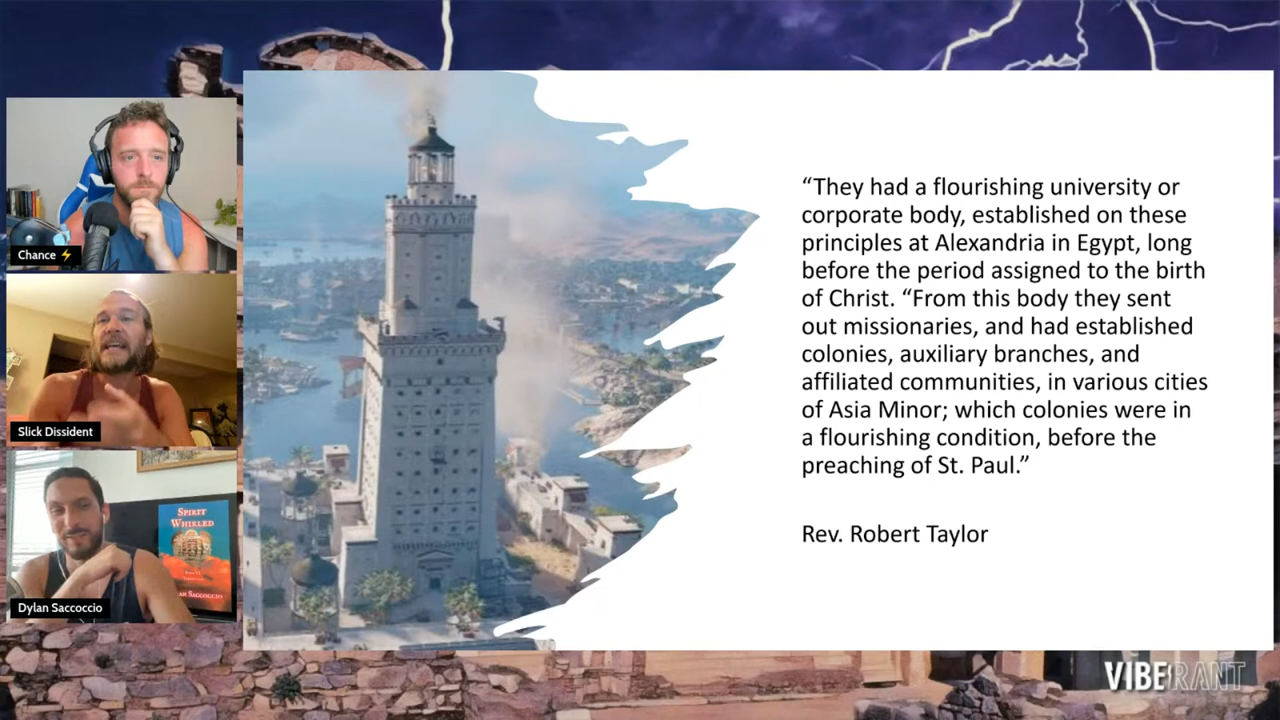 Chance ⚡
Slick Dissident
Dylan Saccoccio
SPIRIT
WHIRLED
SACCOCCIO
“They had a flourishing university or
corporate body, established on these
principles at Alexandria in Egypt, long
before the period assigned to the birth
of Christ. “From this body they sent
out missionaries, and had established
colonies, auxiliary branches, and
affiliated communities, in various cities
of Asia Minor; which colonies were in
a flourishing condition, before the
preaching of St. Paul.”
Rev. Robert Taylor
VIBERANT